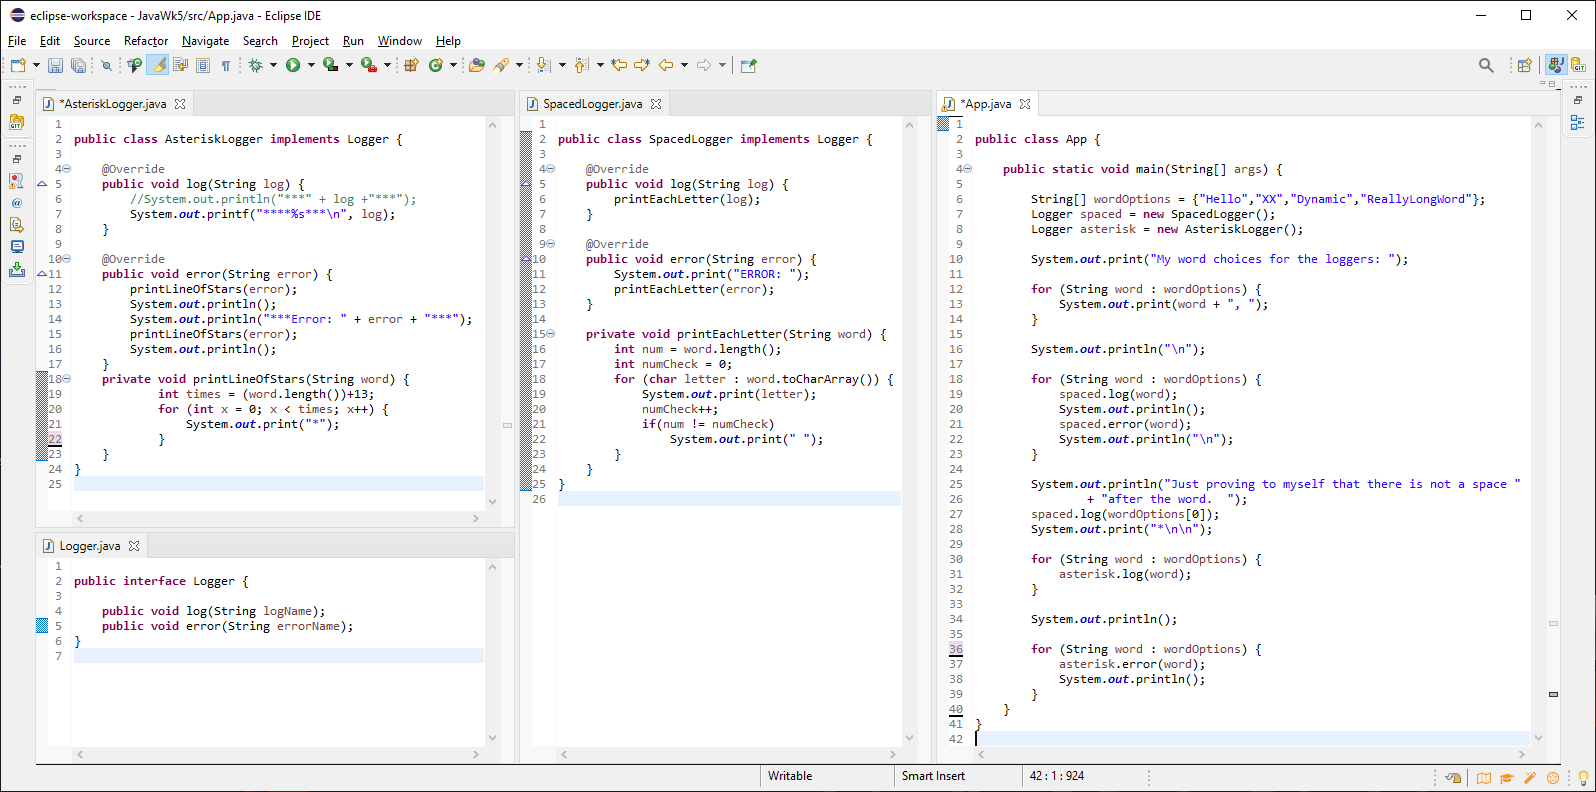 eclipse-workspace - JavaWk5/src/App.java - Eclipse IDE
File Edit Source Refactor Navigate Search Project Run Window Help
*AsteriskLogger.java
1
2 public class AsteriskLogger implements Logger {
3
4 @Override
5 public void log(String log) {
6 //System.out.println("***" + log +"***");
7 System.out.printf("****%s***\n", log);
8 }
9
10 @Override
11 public void error(String error) {
12 printLineOfStars(error);
13 System.out.println();
14 System.out.println("***Error: " + error + "***");
15 printLineOfStars(error);
16 System.out.println();
17 }
18 private void printLineOfStars(String word) {
19 int times = (word.length())+13;
20 for (int x = 0; x < times; x++) {
21 System.out.print("*");
22 }
23 }
24 }
25
Logger.java
1
2 public interface Logger {
3
4 public void log(String logName);
5 public void error(String errorName);
6 }
7
SpacedLogger.java
1
2 public class SpacedLogger implements Logger {
3
4 @Override
5 public void log(String log) {
6 printEachLetter(log);
7 }
8
9 @Override
10 public void error(String error) {
11 System.out.print("ERROR: ");
12 printEachLetter(error);
13 }
14
15 private void printEachLetter(String word) {
16 int num = word.length();
17 int numCheck = 0;
18 for (char letter : word.toCharArray()) {
19 System.out.print(letter);
20 numCheck++;
21 if(num != numCheck)
22 System.out.print(" ");
23 }
24 }
25 }
26
*App.java
1
2 public class App {
3
4 public static void main(String[] args) {
5
6 String[] wordOptions = {"Hello","XX","Dynamic","ReallyLongWord"};
7 Logger spaced = new SpacedLogger();
8 Logger asterisk = new AsteriskLogger();
9
10 System.out.print("My word choices for the loggers: ");
11
12 for (String word : wordOptions) {
13 System.out.print(word + ", ");
14 }
15
16 System.out.println("\n");
17
18 for (String word : wordOptions) {
19 spaced.log(word);
20 System.out.println();
21 spaced.error(word);
22 System.out.println("\n");
23 }
24
25 System.out.println("Just proving to myself that there is not a space "
26 + "after the word.  ");
27 spaced.log(wordOptions[0]);
28 System.out.print("*\n\n");
29
30 for (String word : wordOptions) {
31 asterisk.log(word);
32 }
33
34 System.out.println();
35
36 for (String word : wordOptions) {
37 asterisk.error(word);
38 System.out.println();
39 }
40 }
41 }
42
Writable Smart Insert 42 : 1 : 924